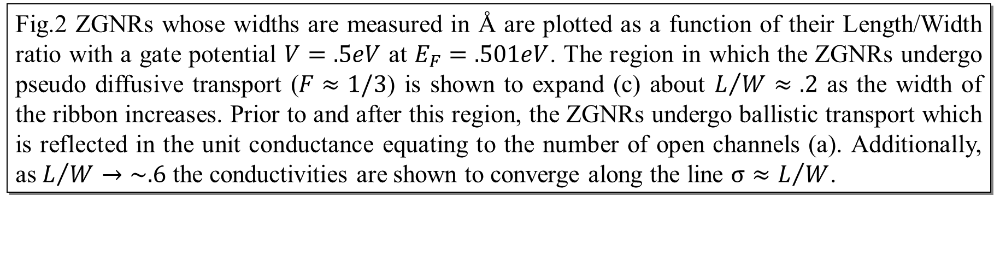 Fig.2 ZGNRs whose widths are measured in Å are plotted as a function of their Length/Width
ratio with a gate potential V = .5eV at E_F = .501eV. The region in which the ZGNRs undergo
pseudo diffusive transport (F ≈ 1/3) is shown to expand (c) about L/W ≈ .2 as the width of
the ribbon increases. Prior to and after this region, the ZGNRs undergo ballistic transport which
is reflected in the unit conductance equating to the number of open channels (a). Additionally,
as L/W → ~.6 the conductivities are shown to converge along the line σ ≈ L/W.